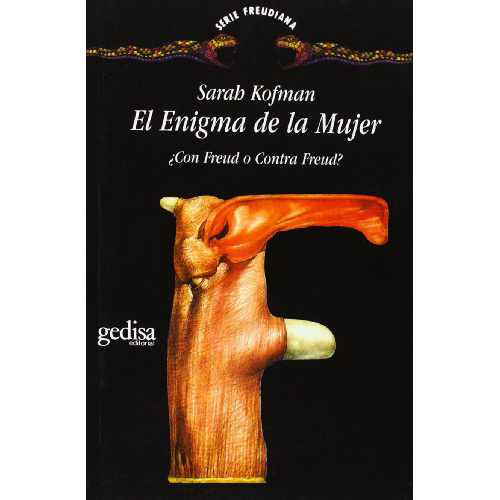 SERIE FREUDIANA
Sarah Kofman
El Enigma de la Mujer
¿Con Freud o Contra Freud?
gedisa
editorial